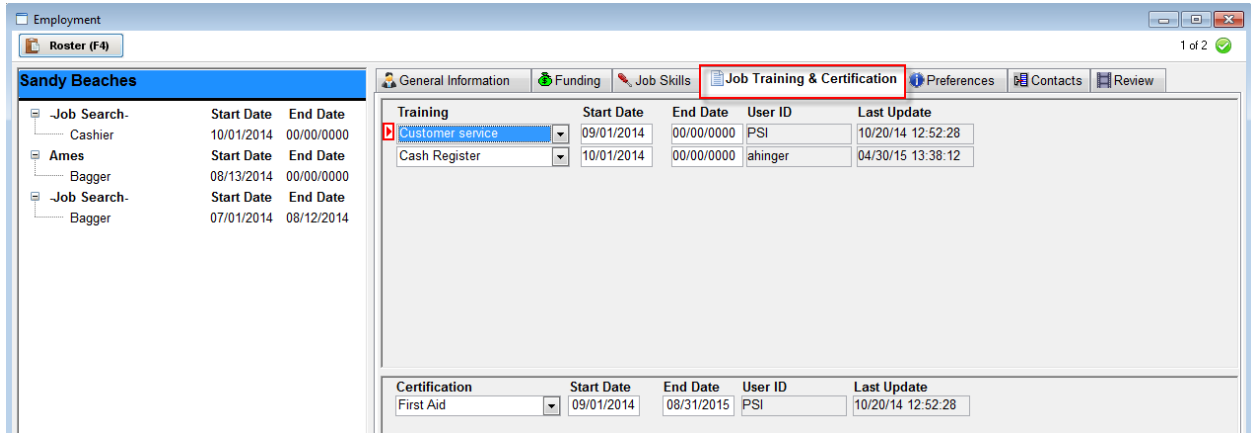 Employment
Roster (F4)
1 of 2
Sandy Beaches
-Job Search- Start Date End Date
Cashier 10/01/2014 00/00/0000
Ames Start Date End Date
Bagger 08/13/2014 00/00/0000
-Job Search- Start Date End Date
Bagger 07/01/2014 08/12/2014
General Information Funding Job Skills Job Training & Certification Preferences Contacts Review
Training Start Date End Date User ID Last Update
Customer service 09/01/2014 00/00/0000 PSI 10/20/14 12:52:28
Cash Register 10/01/2014 00/00/0000 ahinger 04/30/15 13:38:12
Certification Start Date End Date User ID Last Update
First Aid 09/01/2014 08/31/2015 PSI 10/20/14 12:52:28